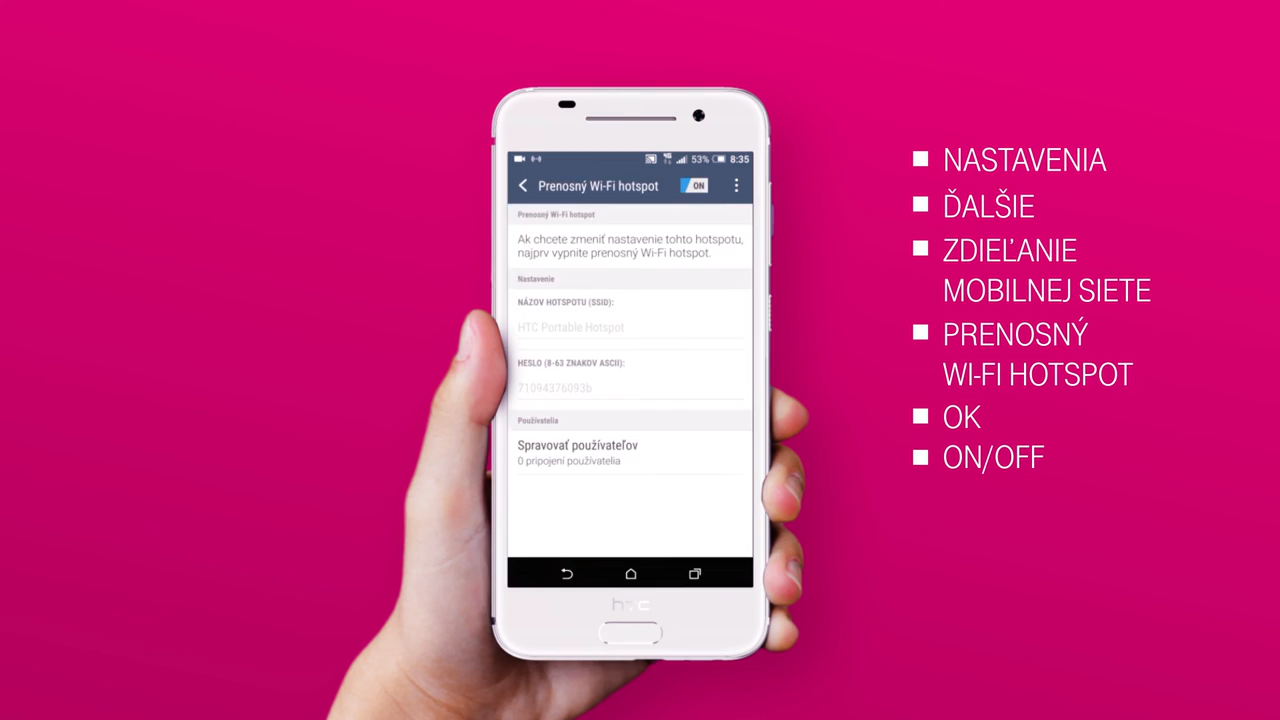 53% 8:35
Prenosný Wi-Fi hotspot ON
Prenosný Wi-Fi hotspot
Ak chcete zmeniť nastavenie tohto hotspotu,
najprv vypnite prenosný Wi-Fi hotspot.
Nastavenie
NÁZOV HOTSPOTU (SSID):
HTC Portable Hotspot
HESLO (8-63 ZNAKOV ASCII):
71094376093b
Používatelia
Spravovať používateľov
0 pripojení používatelia
htc
NASTAVENIA
ĎALŠIE
ZDIEĽANIE
MOBILNEJ SIETE
PRENOSNÝ
WI-FI HOTSPOT
OK
ON/OFF